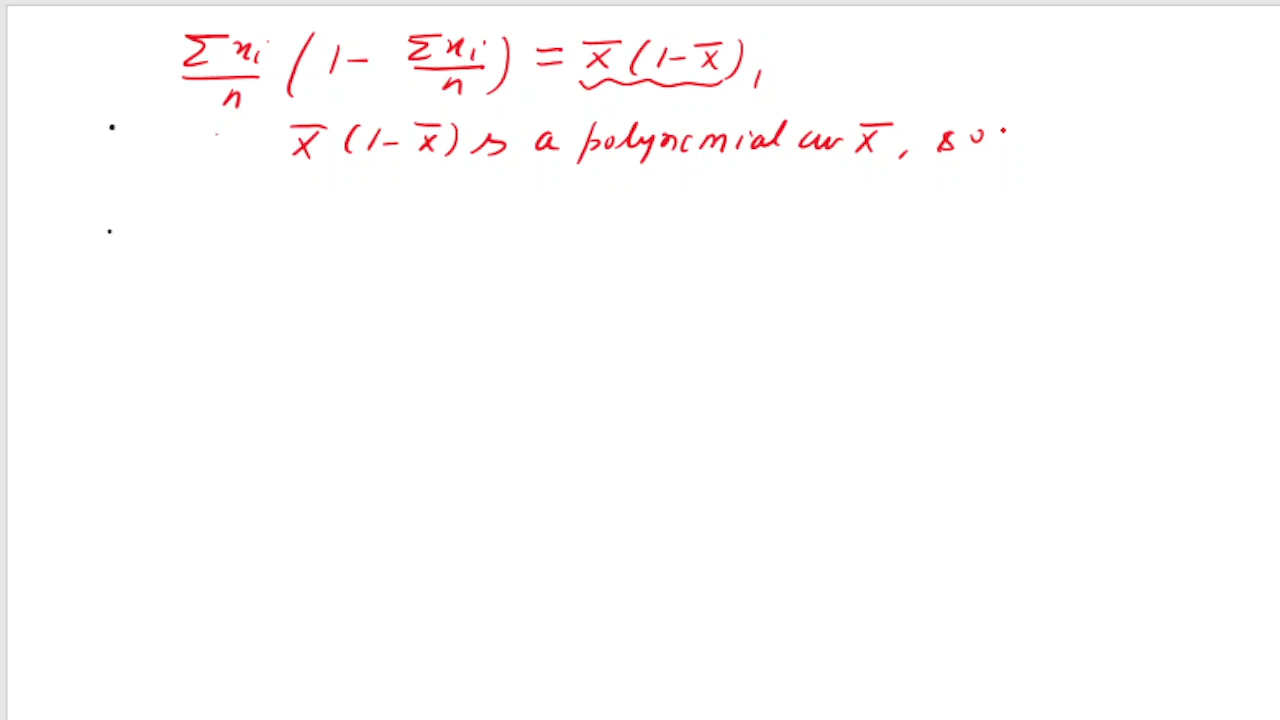 Σxi/n (1 - Σxi/n) = x̄(1-x̄),
x̄(1-x̄) is a polynomial in x̄, so